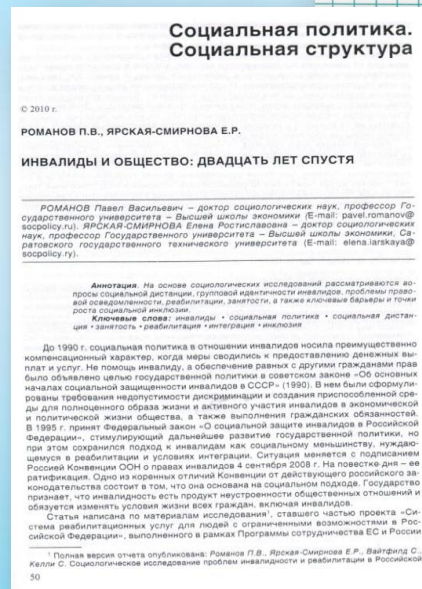 Социальная политика.
Социальная структура
© 2010 г.
РОМАНОВ П.В., ЯРСКАЯ-СМИРНОВА Е.Р.
ИНВАЛИДЫ И ОБЩЕСТВО: ДВАДЦАТЬ ЛЕТ СПУСТЯ
РОМАНОВ Павел Васильевич – доктор социологических наук, профессор Го-
сударственного университета – Высшей школы экономики (E-mail: pavel.romanov@
socpolicy.ru). ЯРСКАЯ-СМИРНОВА Елена Ростиславовна – доктор социологических
наук, профессор Государственного университета – Высшей школы экономики, Са-
ратовского государственного технического университета (E-mail: elena.iarskaya@
socpolicy.ry).
Аннотация. На основе социологических исследований рассматриваются во-
просы социальной дистанции, групповой идентичности инвалидов, проблемы право-
вой осведомленности, реабилитации, занятости, а также ключевые барьеры и точки
роста социальной инклюзии.
Ключевые слова: инвалиды • социальная политика • социальная дистан-
ция • занятость • реабилитация • интеграция • инклюзия
До 1990 г. социальная политика в отношении инвалидов носила преимущественно
компенсационный характер, когда меры сводились к предоставлению денежных вы-
плат и услуг. Не помощь инвалиду, а обеспечение равных с другими гражданами прав
было объявлено целью государственной политики в советском законе «Об основных
началах социальной защищенности инвалидов в СССР» (1990). В нем были сформули-
рованы требования недопустимости дискриминации и создания приспособленной сре-
ды для полноценного образа жизни и активного участия инвалидов в экономической
и политической жизни общества, а также выполнения гражданских обязанностей.
В 1995 г. принят Федеральный закон «О социальной защите инвалидов в Российской
Федерации», стимулирующий дальнейшее развитие государственной политики, но
при этом сохранился подход к инвалидам как социальному меньшинству, нуждаю-
щемуся в реабилитации и условиях интеграции. Ситуация меняется с подписанием
Россией Конвенции ООН о правах инвалидов 4 сентября 2008 г. На повестке дня – ее
ратификация. Одно из коренных отличий Конвенции от действующего российского за-
конодательства состоит в том, что она основана на социальном подходе. Государство
признает, что инвалидность есть продукт неустроенности общественных отношений и
обязуется изменять условия жизни всех граждан, включая инвалидов.
Статья написана по материалам исследования¹, ставшего частью проекта «Си-
стема реабилитационных услуг для людей с ограниченными возможностями в Рос-
сийской Федерации», выполненного в рамках Программы сотрудничества ЕС и России
¹ Полная версия отчета опубликована: Романов П.В., Ярская-Смирнова Е.Р., Вайтфилд С.,
Келли С. Социологическое исследование проблем инвалидности и реабилитации в Российской
50